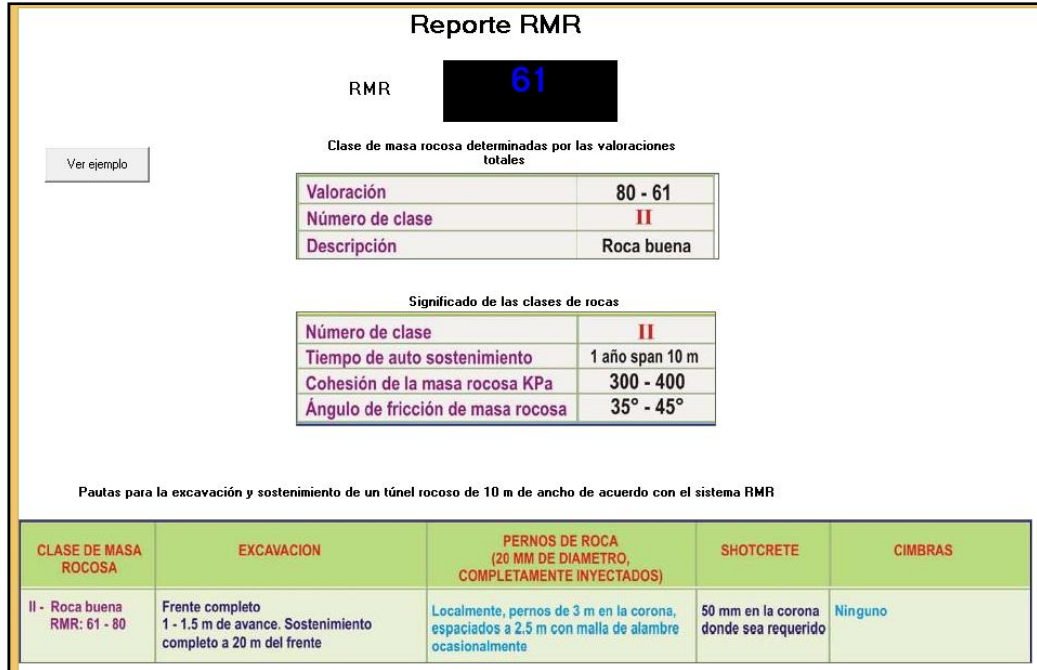 Reporte RMR
RMR
61
Ver ejemplo
Clase de masa rocosa determinadas por las valoraciones
totales
Valoración 80 - 61
Número de clase II
Descripción Roca buena
Significado de las clases de rocas
Número de clase II
Tiempo de auto sostenimiento 1 año span 10 m
Cohesión de la masa rocosa KPa 300 - 400
Ángulo de fricción de masa rocosa 35° - 45°
Pautas para la excavación y sostenimiento de un túnel rocoso de 10 m de ancho de acuerdo con el sistema RMR
CLASE DE MASA
ROCOSA
EXCAVACION
PERNOS DE ROCA
(20 MM DE DIAMETRO,
COMPLETAMENTE INYECTADOS)
SHOTCRETE
CIMBRAS
II - Roca buena
RMR: 61 - 80
Frente completo
1 - 1.5 m de avance. Sostenimiento
completo a 20 m del frente
Localmente, pernos de 3 m en la corona,
espaciados a 2.5 m con malla de alambre
ocasionalmente
50 mm en la corona
donde sea requerido
Ninguno